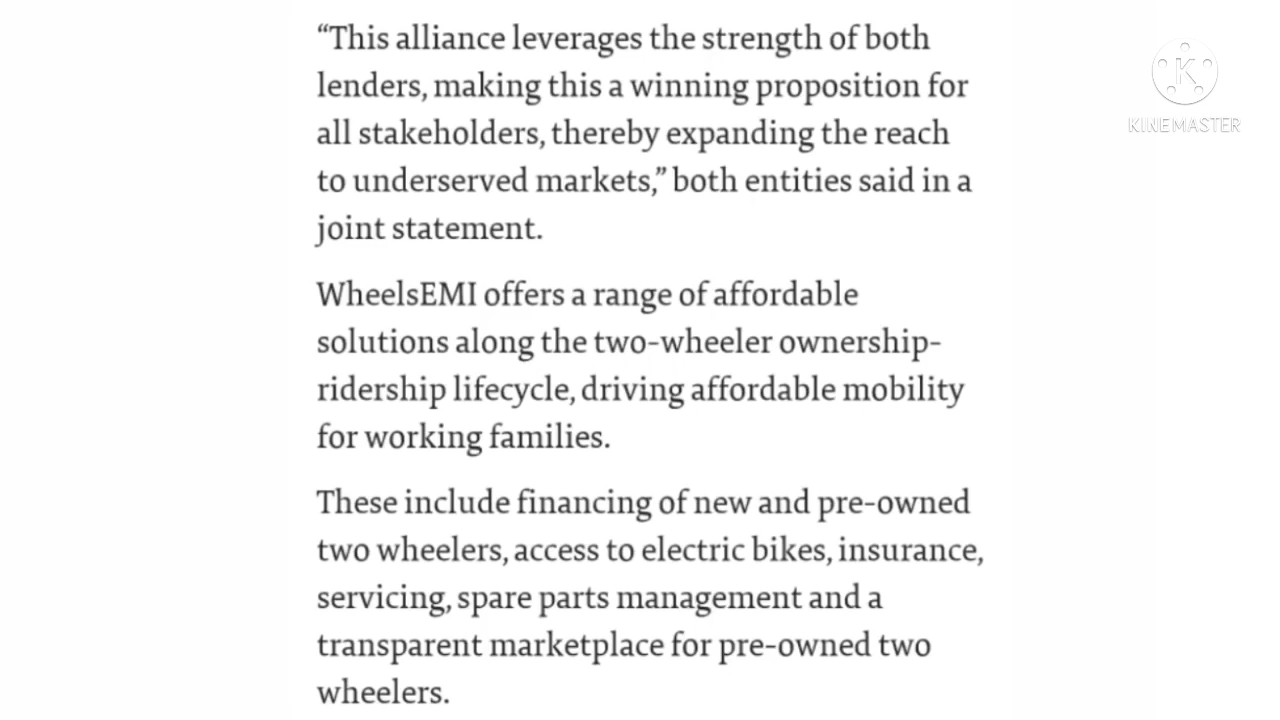 “This alliance leverages the strength of both
lenders, making this a winning proposition for
all stakeholders, thereby expanding the reach
to underserved markets,” both entities said in a
joint statement.
WheelsEMI offers a range of affordable
solutions along the two-wheeler ownership-
ridership lifecycle, driving affordable mobility
for working families.
These include financing of new and pre-owned
two wheelers, access to electric bikes, insurance,
servicing, spare parts management and a
transparent marketplace for pre-owned two
wheelers.
K
KINEMASTER